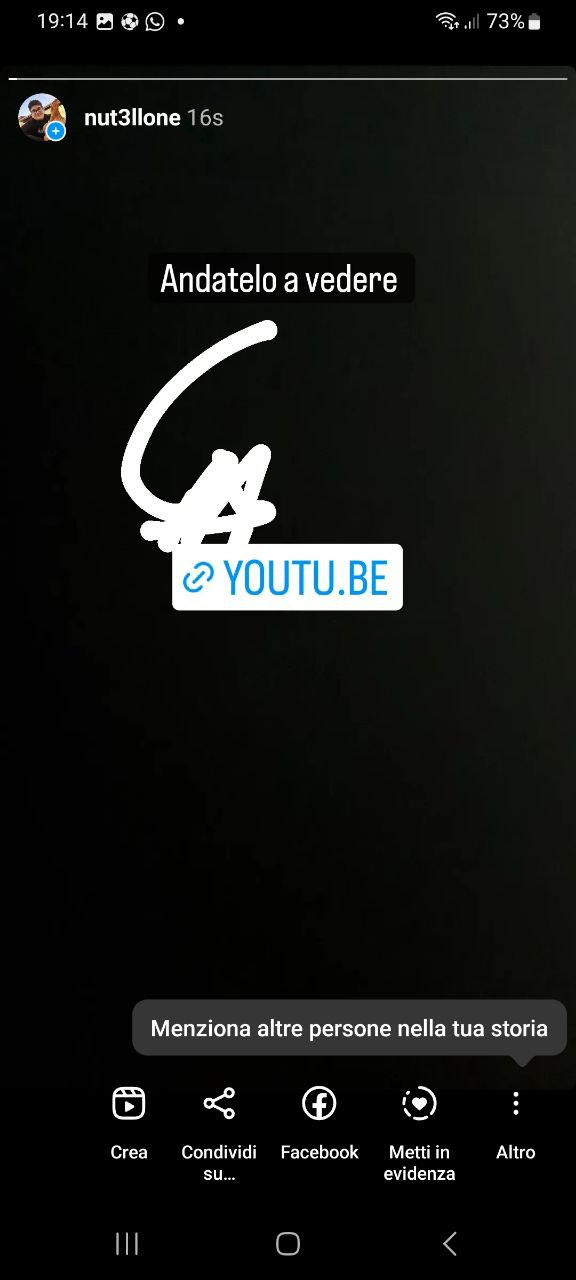 19:14 73%
nut3llone 16s
Andatelo a vedere
YOUTU.BE
Menziona altre persone nella tua storia
Crea
Condividi
su...
Facebook
Metti in
evidenza
Altro